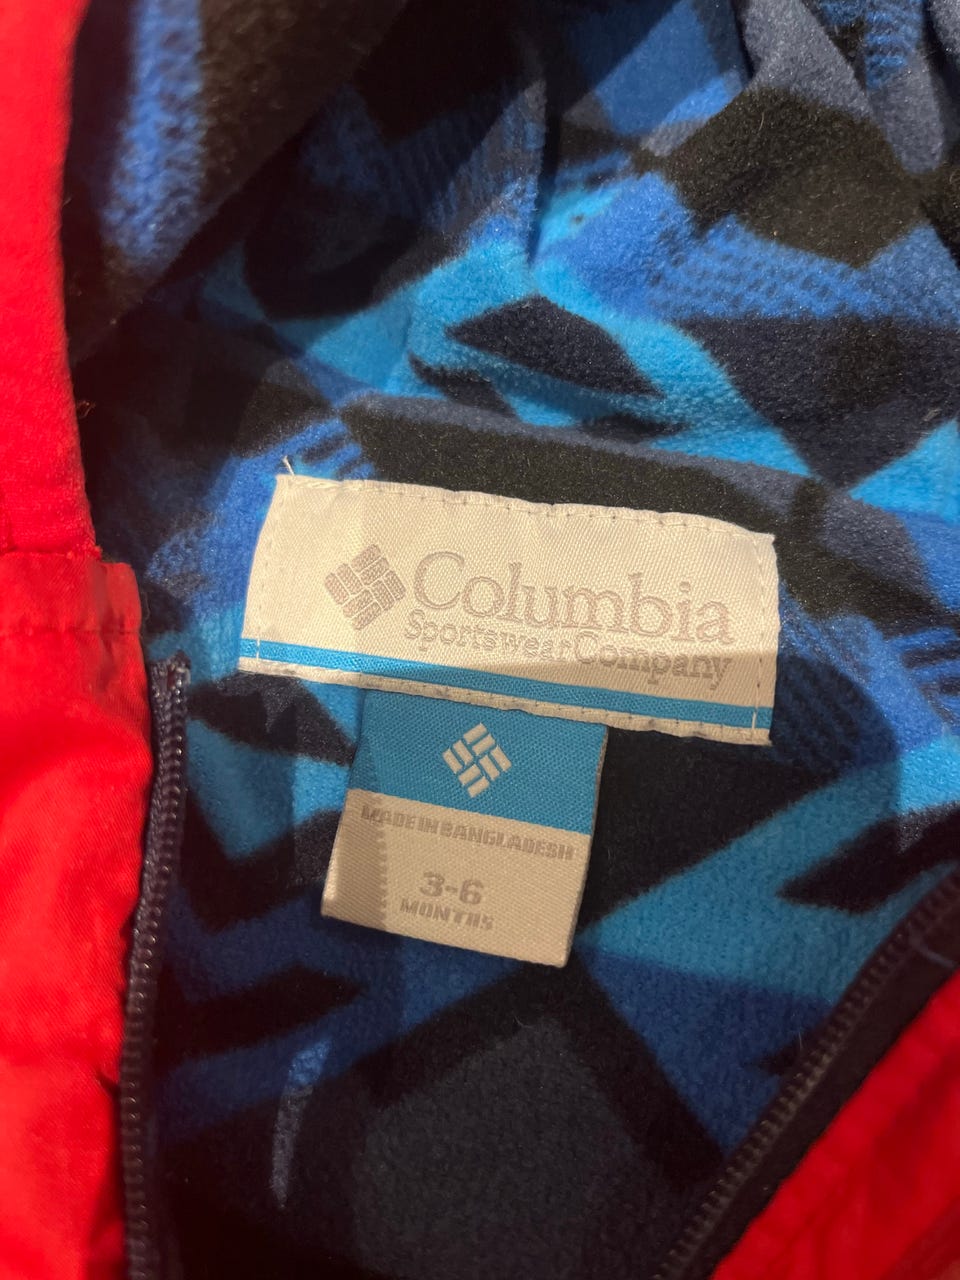 Columbia
Sportswear Company
MADE IN BANGLADESH
3-6
MONTHS